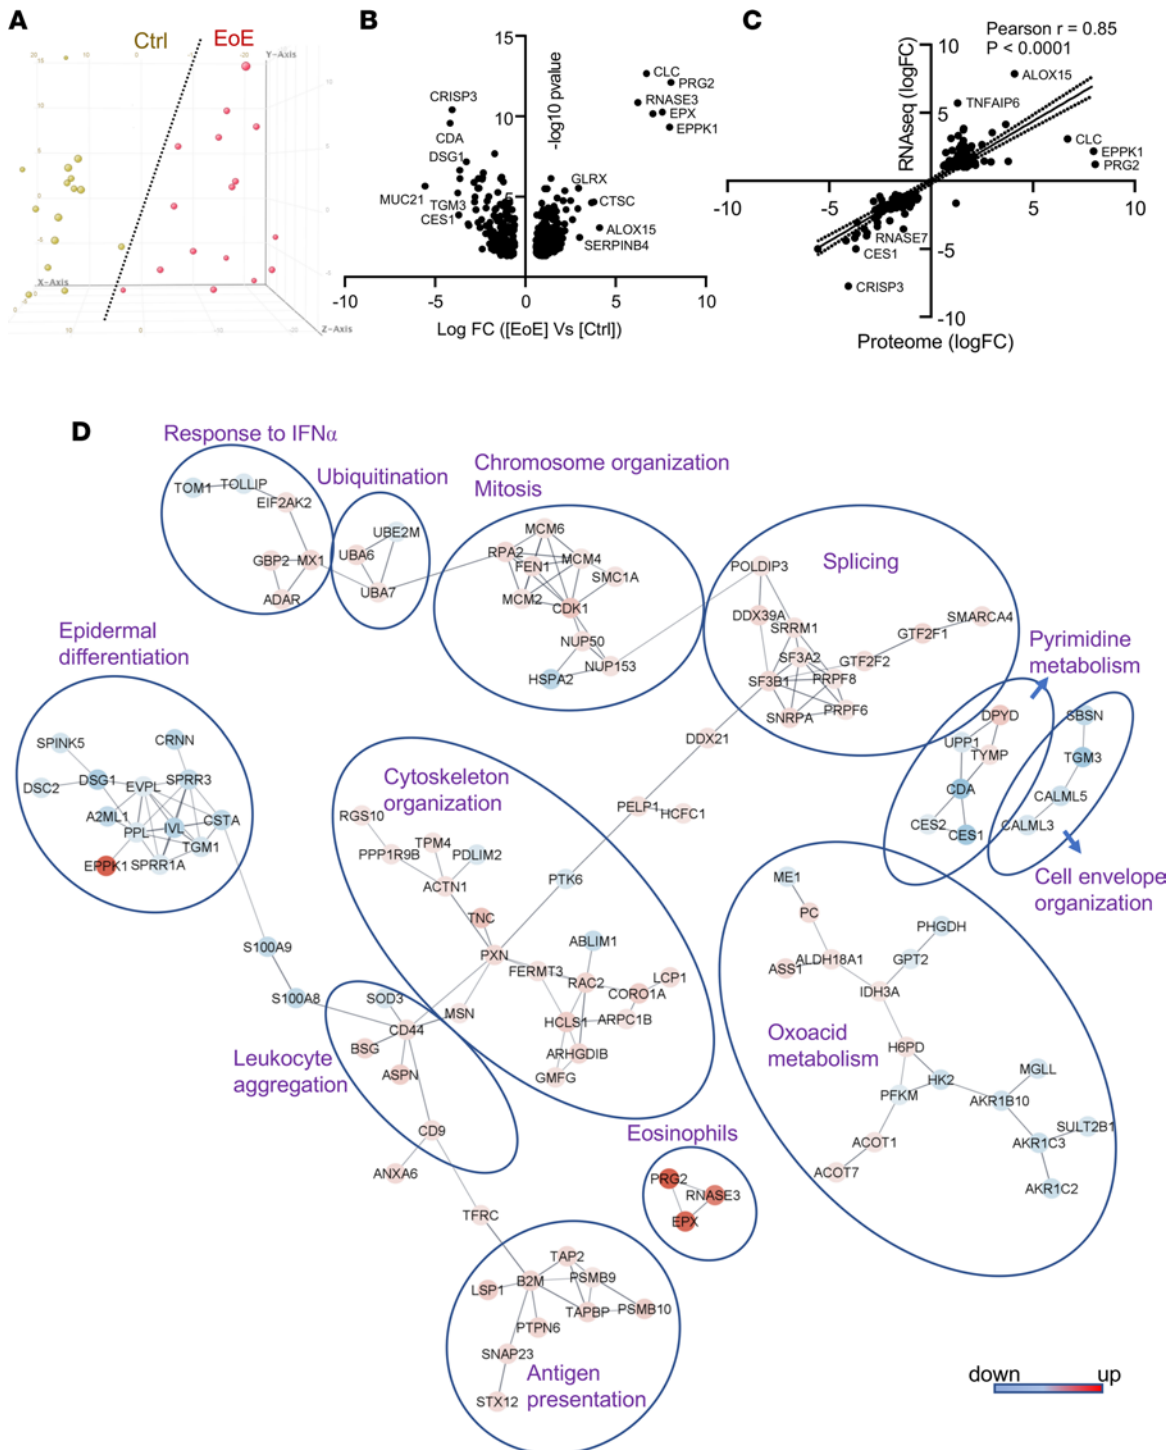 A
Ctrl
EoE
Y-Axis
X-Axis
Z-Axis
B
15
-log10 pvalue
10
5
CLC
PRG2
RNASE3
EPX
EPPK1
CRISP3
CDA
DSG1
MUC21
TGM3
CES1
GLRX
CTSC
ALOX15
SERPINB4
-10
-5
0
5
10
Log FC ([EoE] Vs [Ctrl])
C
Pearson r = 0.85
P < 0.0001
RNAseq (logFC)
10
5
-5
-10
ALOX15
TNFAIP6
CLC
EPPK1
PRG2
-10
-5
5
10
RNASE7
CES1
CRISP3
Proteome (logFC)
D
Response to IFNα
TOM1
TOLLIP
EIF2AK2
GBP2
MX1
ADAR
Ubiquitination
UBE2M
UBA6
UBA7
Chromosome organization
Mitosis
MCM6
RPA2
FEN1
MCM4
SMC1A
MCM2
CDK1
NUP50
NUP153
HSPA2
Splicing
POLDIP3
DDX39A
SRRM1
SMARCA4
GTF2F1
SF3A2
GTF2F2
SF3B1
PRPF8
SNRPA
PRPF6
DDX21
PELP1
HCFC1
Pyrimidine
metabolism
DPYD
UPP1
TYMP
CDA
CES2
CES1
SBSN
TGM3
CALML5
CALML3
Cell envelope
organization
Epidermal
differentiation
SPINK5
CRNN
DSC2
DSG1
EVPL
SPRR3
A2ML1
PPL
IVL
CSTA
TGM1
EPPK1
SPRR1A
S100A9
S100A8
Cytoskeleton
organization
RGS10
TPM4
PPP1R9B
PDLIM2
ACTN1
PTK6
TNC
PXN
ABLIM1
FERMT3
RAC2
LCP1
CORO1A
HCLS1
ARPC1B
ARHGDIB
GMFG
MSN
Leukocyte
aggregation
SOD3
CD44
BSG
ASPN
CD9
ANXA6
TFRC
Oxoacid
metabolism
ME1
PC
PHGDH
ALDH18A1
GPT2
ASS1
IDH3A
H6PD
HK2
MGLL
PFKM
AKR1B10
SULT2B1
ACOT1
AKR1C3
ACOT7
AKR1C2
Eosinophils
PRG2
RNASE3
EPX
TAP2
B2M
PSMB9
LSP1
TAPBP
PSMB10
PTPN6
SNAP23
STX12
Antigen
presentation
down
up